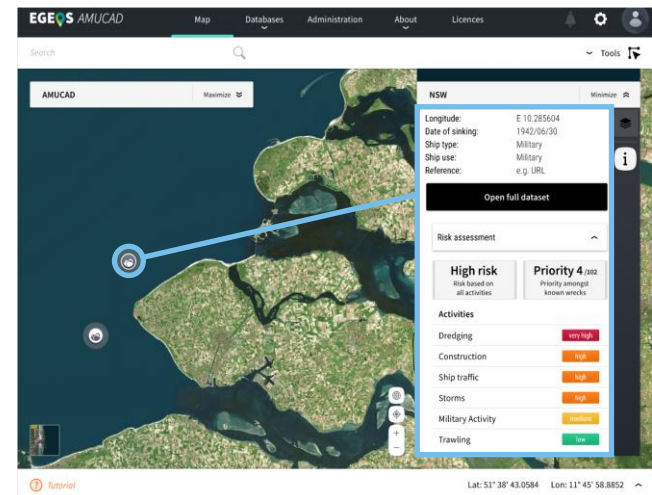 EGEOS AMUCAD Map Databases Administration About Licences
Search Tools
AMUCAD Maximize
NSW Minimize
Longitude: E 10.285604
Date of sinking: 1942/06/30
Ship type: Military
Ship use: Military
Reference: e.g. URL
Open full dataset
Risk assessment
High risk
Risk based on
all activities
Priority 4 /102
Priority amongst
known wrecks
Activities
Dredging very high
Construction high
Ship traffic high
Storms high
Military Activity medium
Trawling low
? Tutorial Lat: 51° 38' 43.0584 Lon: 11° 45' 58.8852